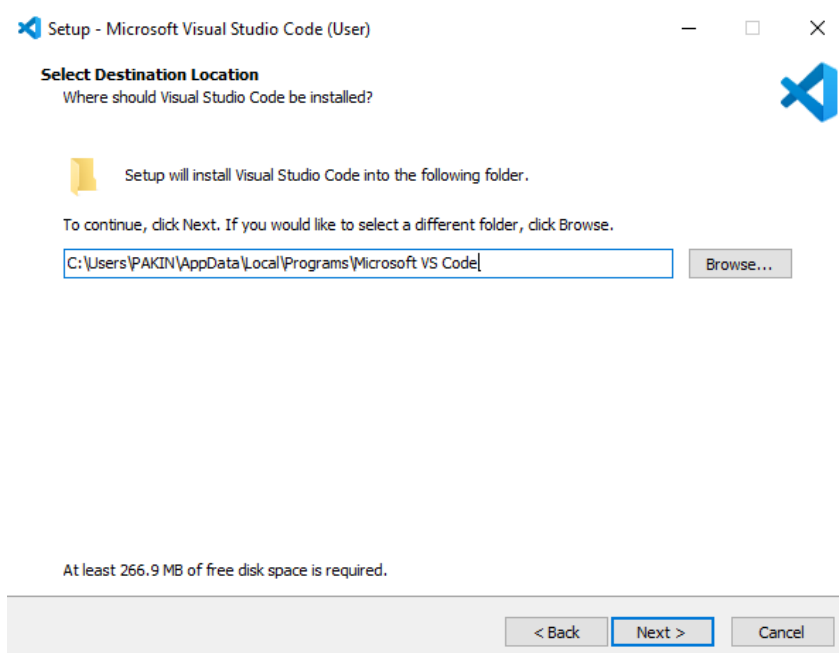 Setup - Microsoft Visual Studio Code (User)
Select Destination Location
Where should Visual Studio Code be installed?
Setup will install Visual Studio Code into the following folder.
To continue, click Next. If you would like to select a different folder, click Browse.
C:\Users\PAKIN\AppData\Local\Programs\Microsoft VS Code
Browse...
At least 266.9 MB of free disk space is required.
< Back Next > Cancel